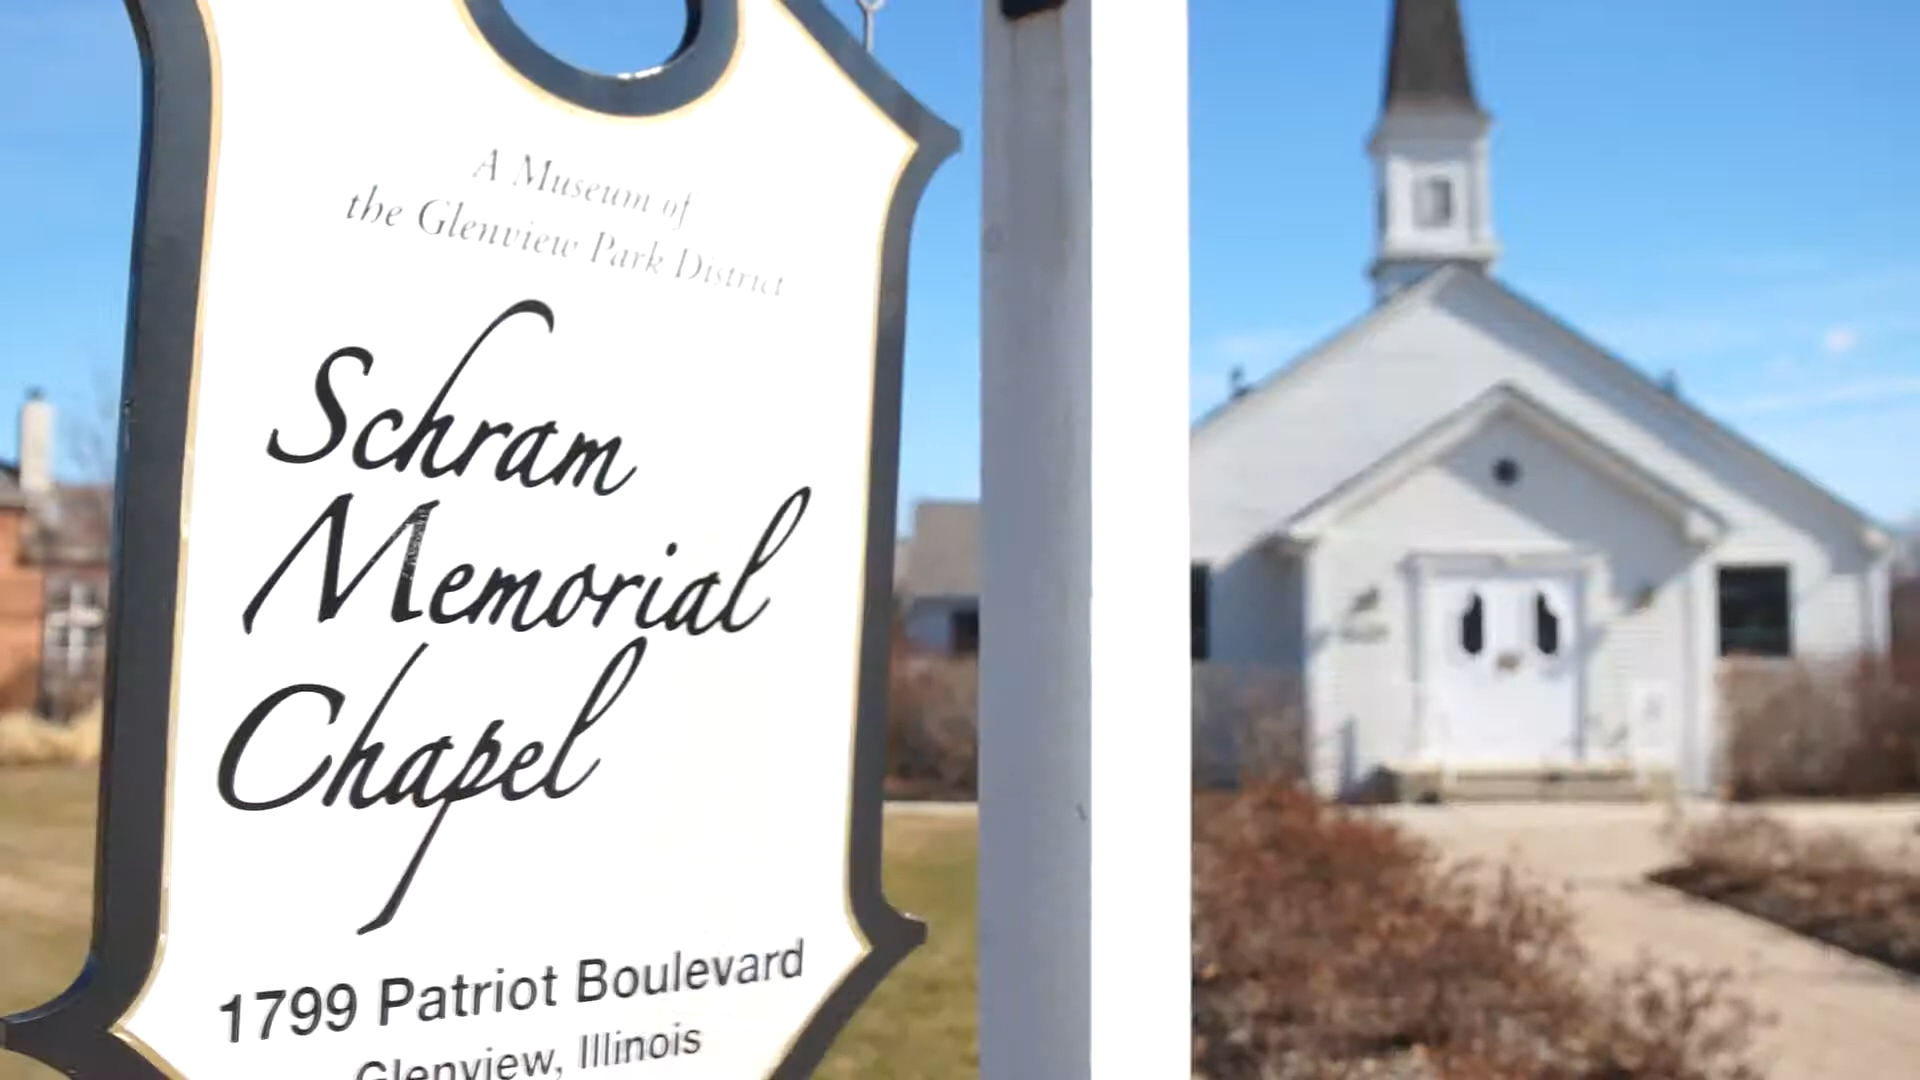 A Museum of
the Glenview Park District
Schram
Memorial
Chapel
1799 Patriot Boulevard
Glenview, Illinois